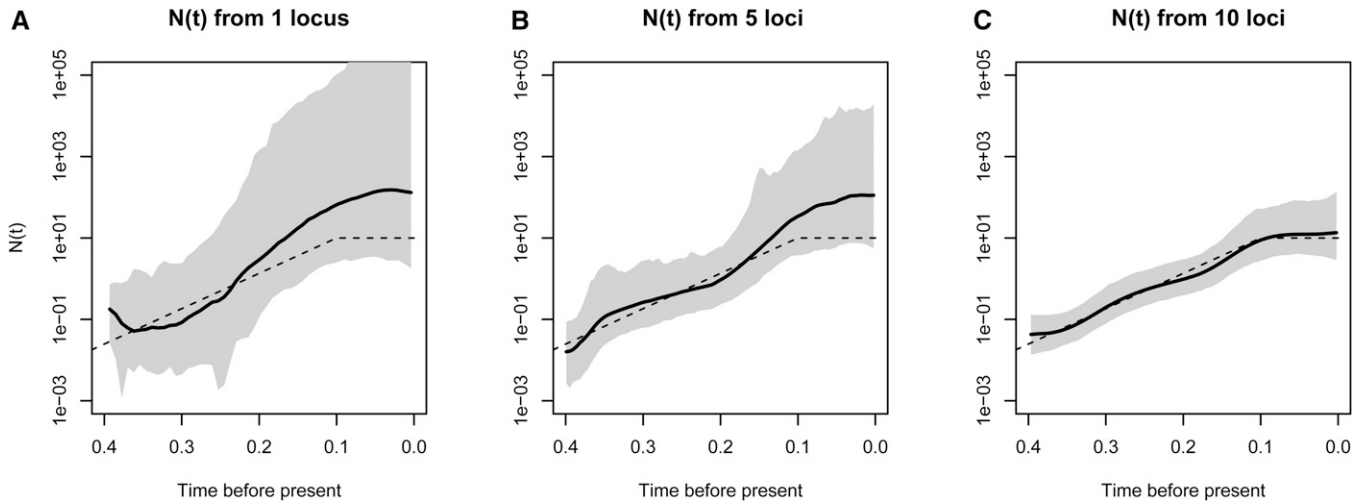 A N(t) from 1 locus
N(t)
1e+05
1e+03
1e+01
1e-01
1e-03
0.4 0.3 0.2 0.1 0.0
Time before present
B N(t) from 5 loci
1e+05
1e+03
1e+01
1e-01
1e-03
0.4 0.3 0.2 0.1 0.0
Time before present
C N(t) from 10 loci
1e+05
1e+03
1e+01
1e-01
1e-03
0.4 0.3 0.2 0.1 0.0
Time before present